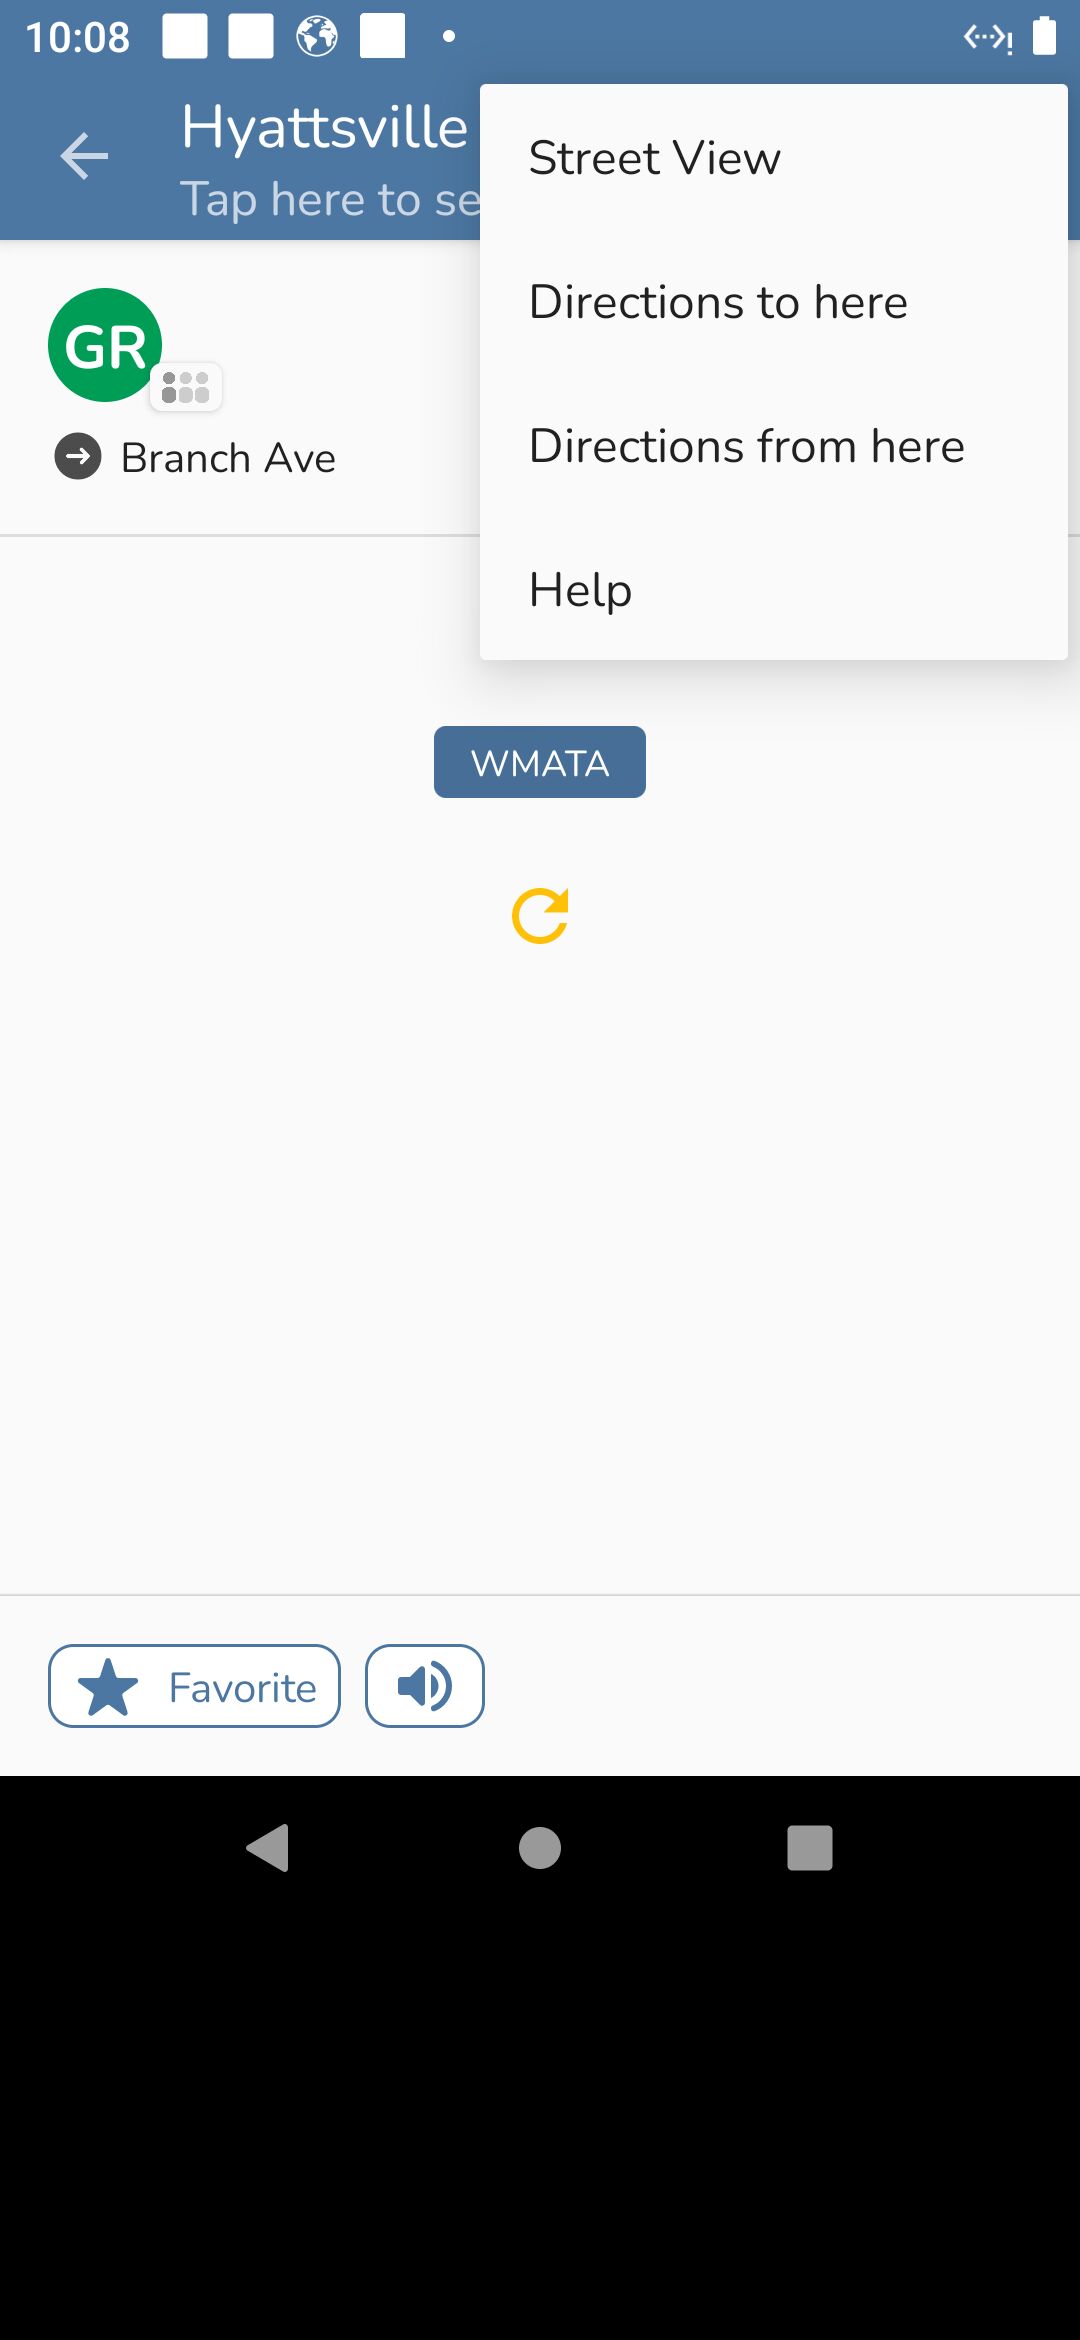 10:08
Hyattsville
Tap here to se
Street View
Directions to here
Directions from here
Help
GR
Branch Ave
WMATA
Favorite